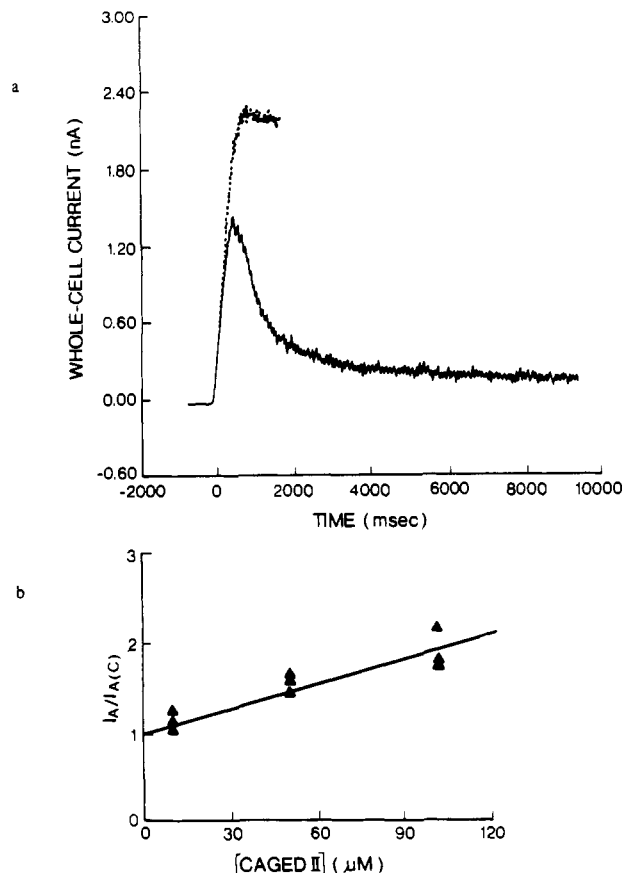 a
3.00
2.40
1.80
1.20
0.60
0.00
-0.60
WHOLE-CELL CURRENT (nA)
-2000 0 2000 4000 6000 8000 10000
TIME (msec)
b
3
2
1
0
I_A/I_A(C)
0 30 60 90 120
[CAGED II] (μM)